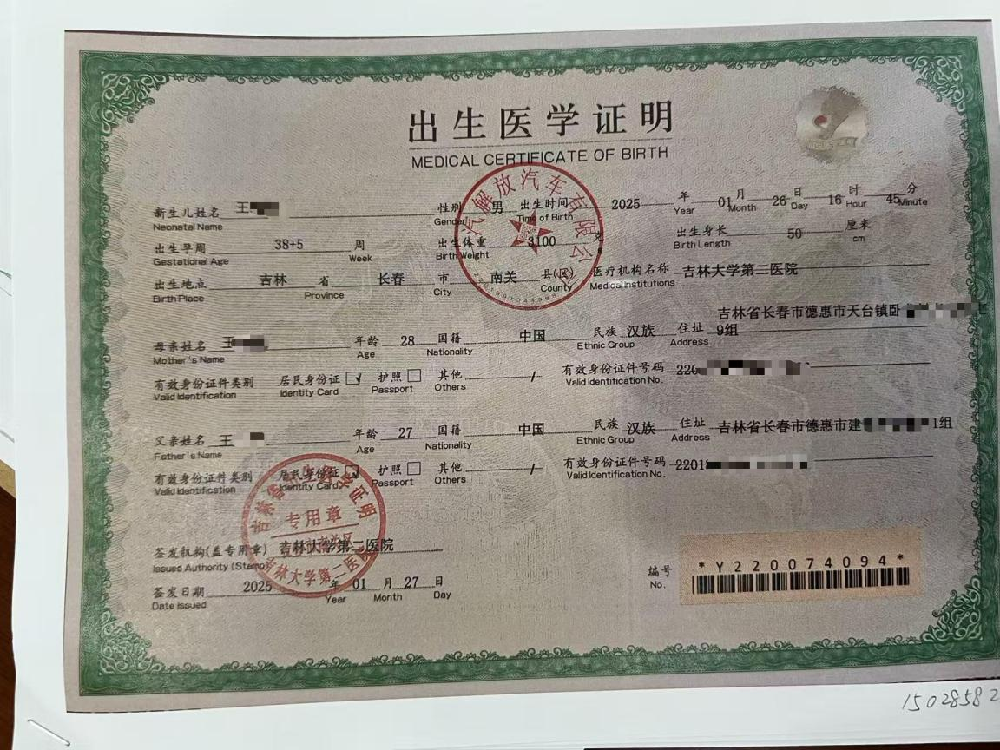 出生医学证明
MEDICAL CERTIFICATE OF BIRTH
新生儿姓名 王 性别 男 出生时间 2025 年 01 月 26 日 16 时 45 分
Neonatal Name Gender Time of Birth Year Month Day Hour Minute
出生孕周 38+5 周 出生体重 3100 克 出生身长 50 厘米
Gestational Age Week Birth Weight Birth Length cm
出生地点 吉林 省 长春 市 南关 县(区) 医疗机构名称 吉林大学第二医院
Birth Place Province City County Medical Institutions
汽解放汽车有限公
母亲姓名 王 年龄 28 国籍 中国 民族 汉族 住址 吉林省长春市德惠市天台镇卧
9组
Mother's Name Age Nationality Ethnic Group Address
有效身份证件类别 居民身份证 护照 其他 / 有效身份证件号码 220
Valid Identification Identity Card Passport Others Valid Identification No.
父亲姓名 王 年龄 27 国籍 中国 民族 汉族 住址 吉林省长春市德惠市建 1组
Father's Name Age Nationality Ethnic Group Address
有效身份证件类别 居民身份证 护照 其他 / 有效身份证件号码 2201
Valid Identification Identity Card Passport Others Valid Identification No.
吉林省 证明
专用章
吉林大学第二医院
签发机构(盖专用章) 吉林大学第二医院
Issued Authority (Stamp)
签发日期 2025 年 01 月 27 日
Date Issued Year Month Day
编号 *Y220074094*
No.
15028582